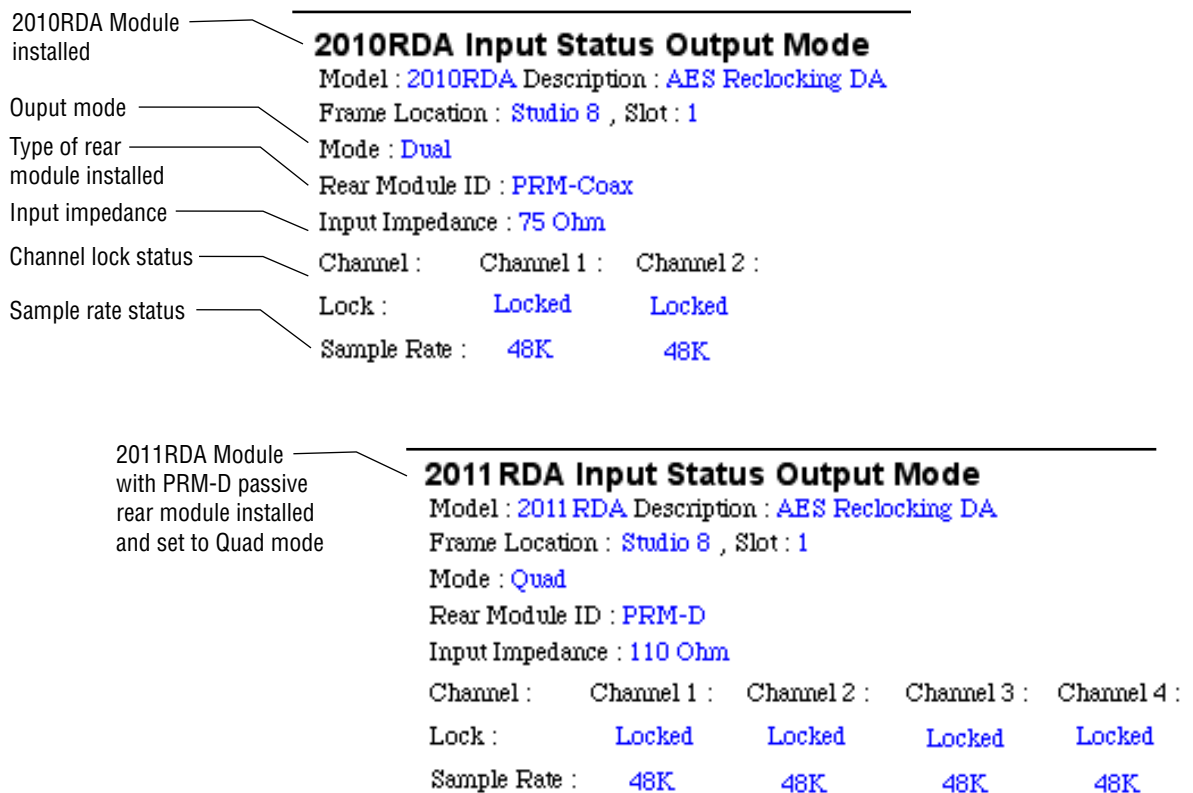 2010RDA Module
installed
Ouput mode
Type of rear
module installed
Input impedance
Channel lock status
Sample rate status
2010RDA Input Status Output Mode
Model : 2010RDA Description : AES Reclocking DA
Frame Location : Studio 8 , Slot : 1
Mode : Dual
Rear Module ID : PRM-Coax
Input Impedance : 75 Ohm
Channel : Channel 1 : Channel 2 :
Lock : Locked Locked
Sample Rate : 48K 48K
2011RDA Module
with PRM-D passive
rear module installed
and set to Quad mode
2011RDA Input Status Output Mode
Model : 2011RDA Description : AES Reclocking DA
Frame Location : Studio 8 , Slot : 1
Mode : Quad
Rear Module ID : PRM-D
Input Impedance : 110 Ohm
Channel : Channel 1 : Channel 2 : Channel 3 : Channel 4 :
Lock : Locked Locked Locked Locked
Sample Rate : 48K 48K 48K 48K